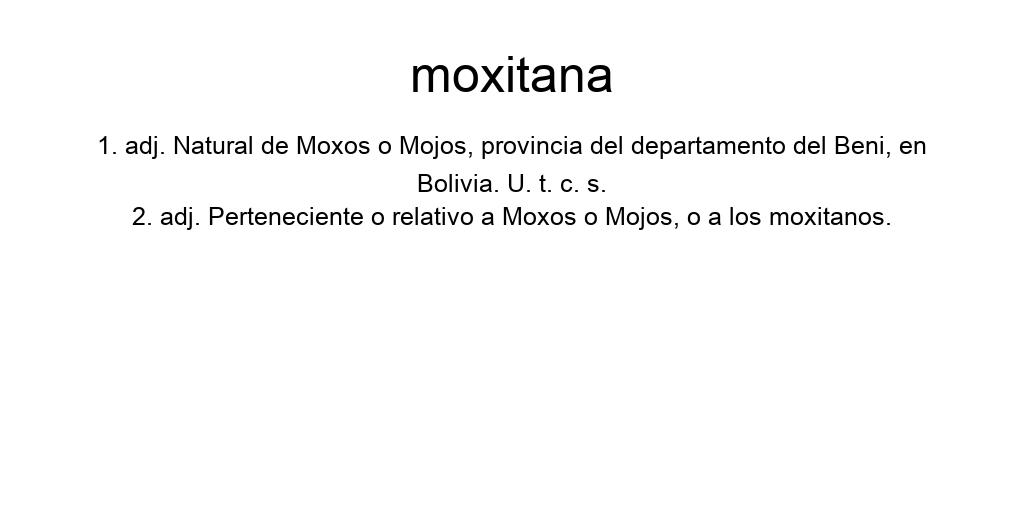 moxitana
1. adj. Natural de Moxos o Mojos, provincia del departamento del Beni, en
Bolivia. U. t. c. s.
2. adj. Perteneciente o relativo a Moxos o Mojos, o a los moxitanos.